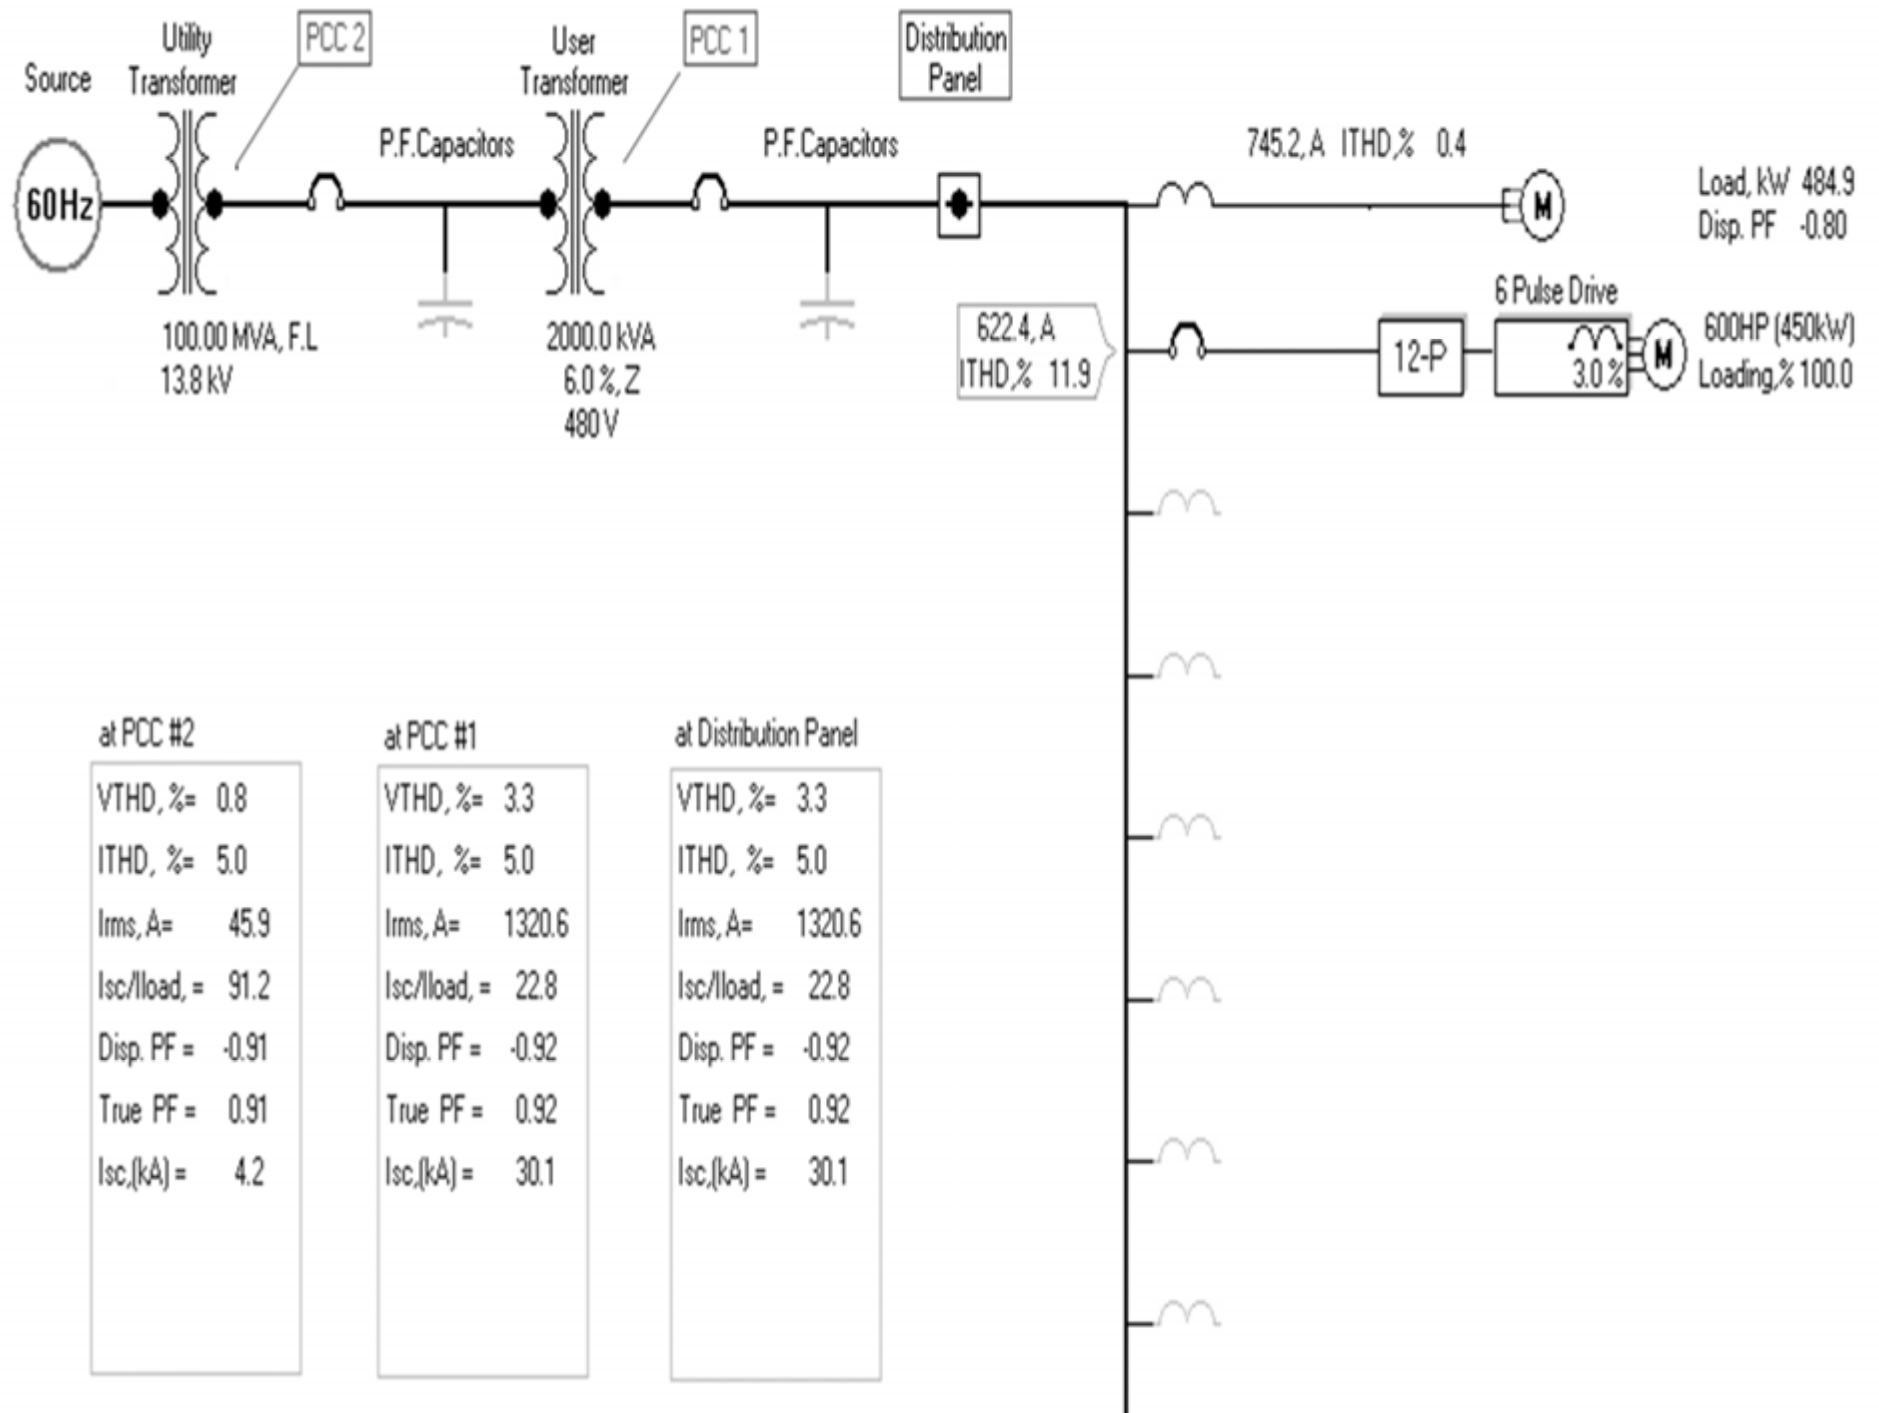 Source
Utility
Transformer
PCC 2
User
Transformer
PCC 1
Distribution
Panel
P.F.Capacitors
P.F.Capacitors
60Hz
745.2, A ITHD,% 0.4
M
Load, kW 484.9
Disp. PF -0.80
100.00 MVA, F.L
13.8 kV
2000.0 kVA
6.0 %, Z
480 V
622.4, A
ITHD,% 11.9
12-P
6 Pulse Drive
3.0 %
M
600HP (450kW)
Loading,% 100.0
at PCC #2
VTHD, %= 0.8
ITHD, %= 5.0
Irms, A= 45.9
Isc/Iload, = 91.2
Disp. PF = -0.91
True PF = 0.91
Isc,(kA) = 4.2
at PCC #1
VTHD, %= 3.3
ITHD, %= 5.0
Irms, A= 1320.6
Isc/Iload, = 22.8
Disp. PF = -0.92
True PF = 0.92
Isc,(kA) = 30.1
at Distribution Panel
VTHD, %= 3.3
ITHD, %= 5.0
Irms, A= 1320.6
Isc/Iload, = 22.8
Disp. PF = -0.92
True PF = 0.92
Isc,(kA) = 30.1